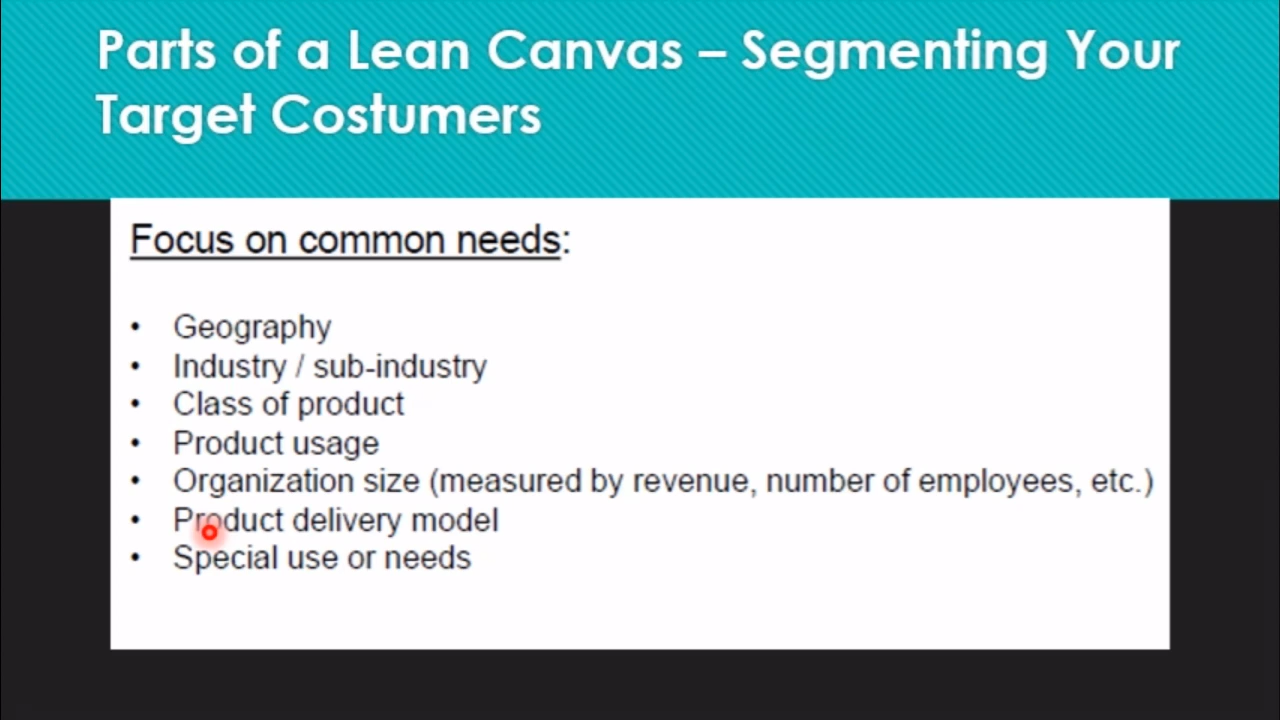 Parts of a Lean Canvas – Segmenting Your
Target Costumers
Focus on common needs:
• Geography
• Industry / sub-industry
• Class of product
• Product usage
• Organization size (measured by revenue, number of employees, etc.)
• Product delivery model
• Special use or needs